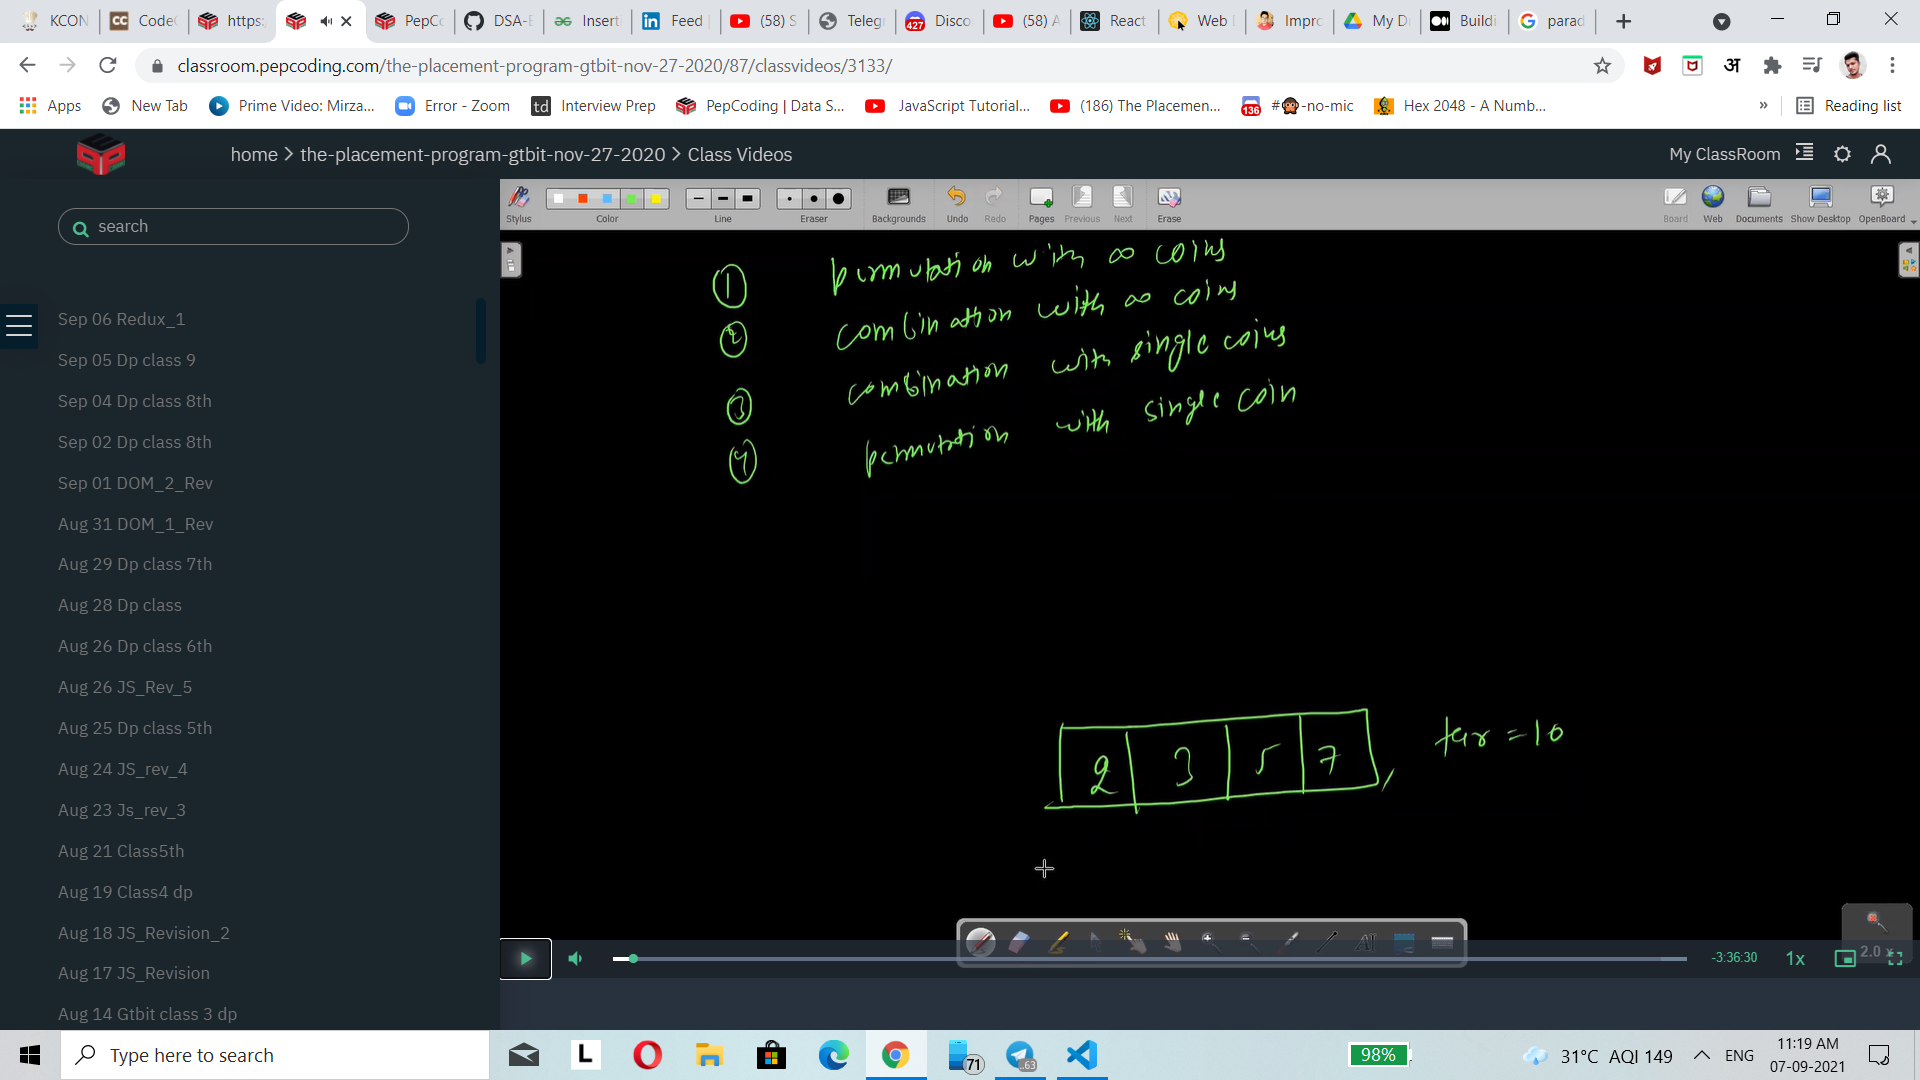 KCON
CodeC
https:
PepCo
DSA-E
Insert
Feed
(58) S
Telegr
427
Disco
(58) A
React
Web
Impro
My Dr
Buildi
parad
classroom.pepcoding.com/the-placement-program-gtbit-nov-27-2020/87/classvideos/3133/
Apps
New Tab
Prime Video: Mirza...
Error - Zoom
td Interview Prep
PepCoding | Data S...
JavaScript Tutorial...
(186) The Placemen...
136 #🙊-no-mic
Hex 2048 - A Numb...
»
Reading list
home > the-placement-program-gtbit-nov-27-2020 > Class Videos
My ClassRoom
search
Sep 06 Redux_1
Sep 05 Dp class 9
Sep 04 Dp class 8th
Sep 02 Dp class 8th
Sep 01 DOM_2_Rev
Aug 31 DOM_1_Rev
Aug 29 Dp class 7th
Aug 28 Dp class
Aug 26 Dp class 6th
Aug 26 JS_Rev_5
Aug 25 Dp class 5th
Aug 24 JS_rev_4
Aug 23 Js_rev_3
Aug 21 Class5th
Aug 19 Class4 dp
Aug 18 JS_Revision_2
Aug 17 JS_Revision
Aug 14 Gtbit class 3 dp
Stylus
Color
Line
Eraser
Backgrounds
Undo
Redo
Pages
Previous
Next
Erase
Board
Web
Documents
Show Desktop
OpenBoard
① permutation with ∞ coins
② combination with ∞ coins
③ combination with single coins
④ permutation with single coin
2 3 5 7, tar = 10
2.0 x
-3:36:30
1x
Type here to search
L
71
63
98%
31°C AQI 149
ENG
11:19 AM
07-09-2021